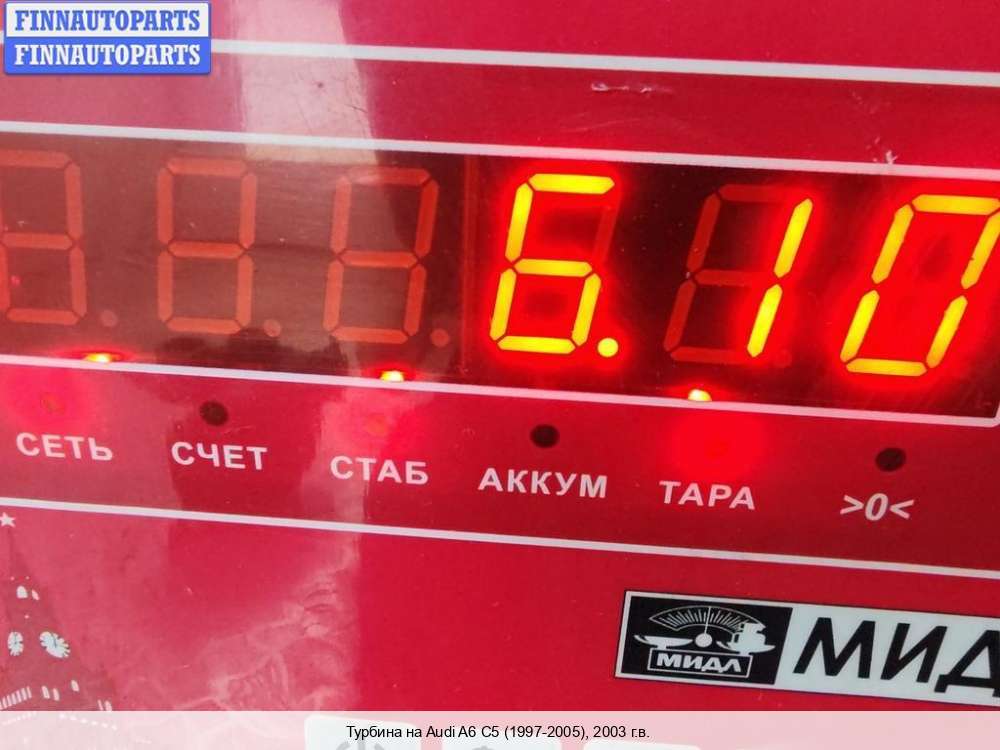 FINNAUTOPARTS
FINNAUTOPARTS
6.10
СЕТЬ СЧЕТ СТАБ АККУМ ТАРА >0<
МИДЛ МИД
Турбина на Audi A6 C5 (1997-2005), 2003 г.в.